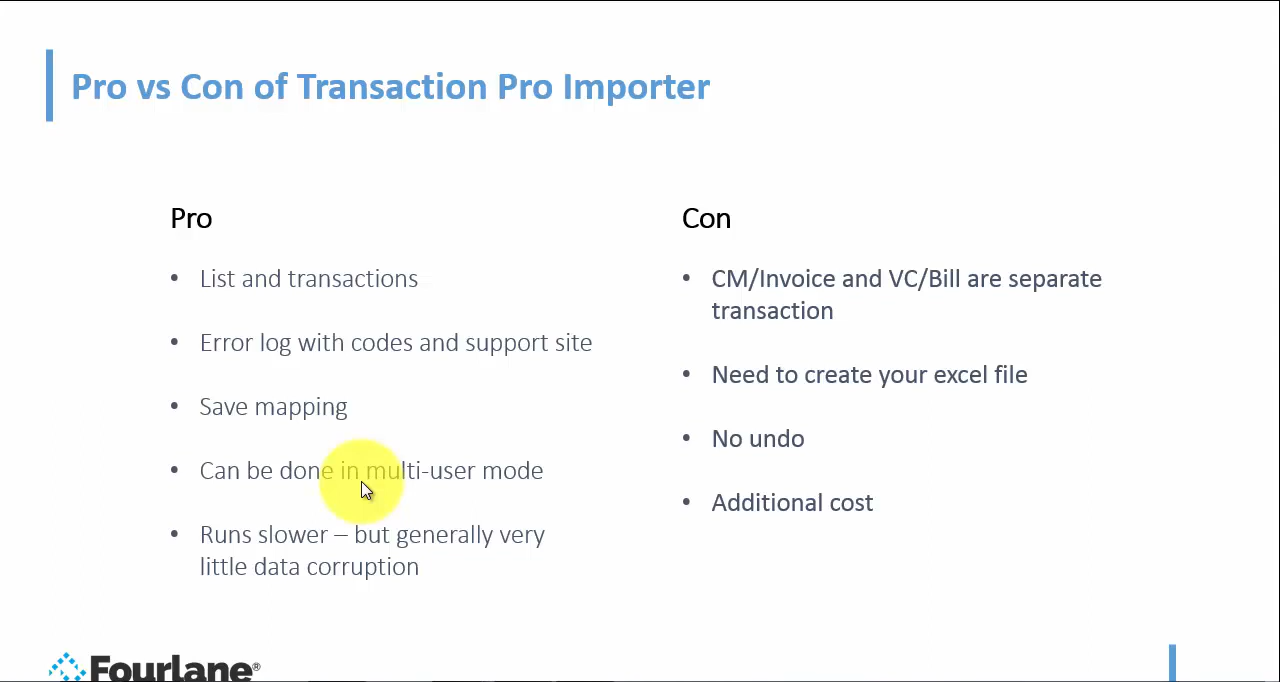 Pro vs Con of Transaction Pro Importer
Pro
• List and transactions
• Error log with codes and support site
• Save mapping
• Can be done in multi-user mode
• Runs slower – but generally very
little data corruption
Con
• CM/Invoice and VC/Bill are separate
transaction
• Need to create your excel file
• No undo
• Additional cost
Fourlane®